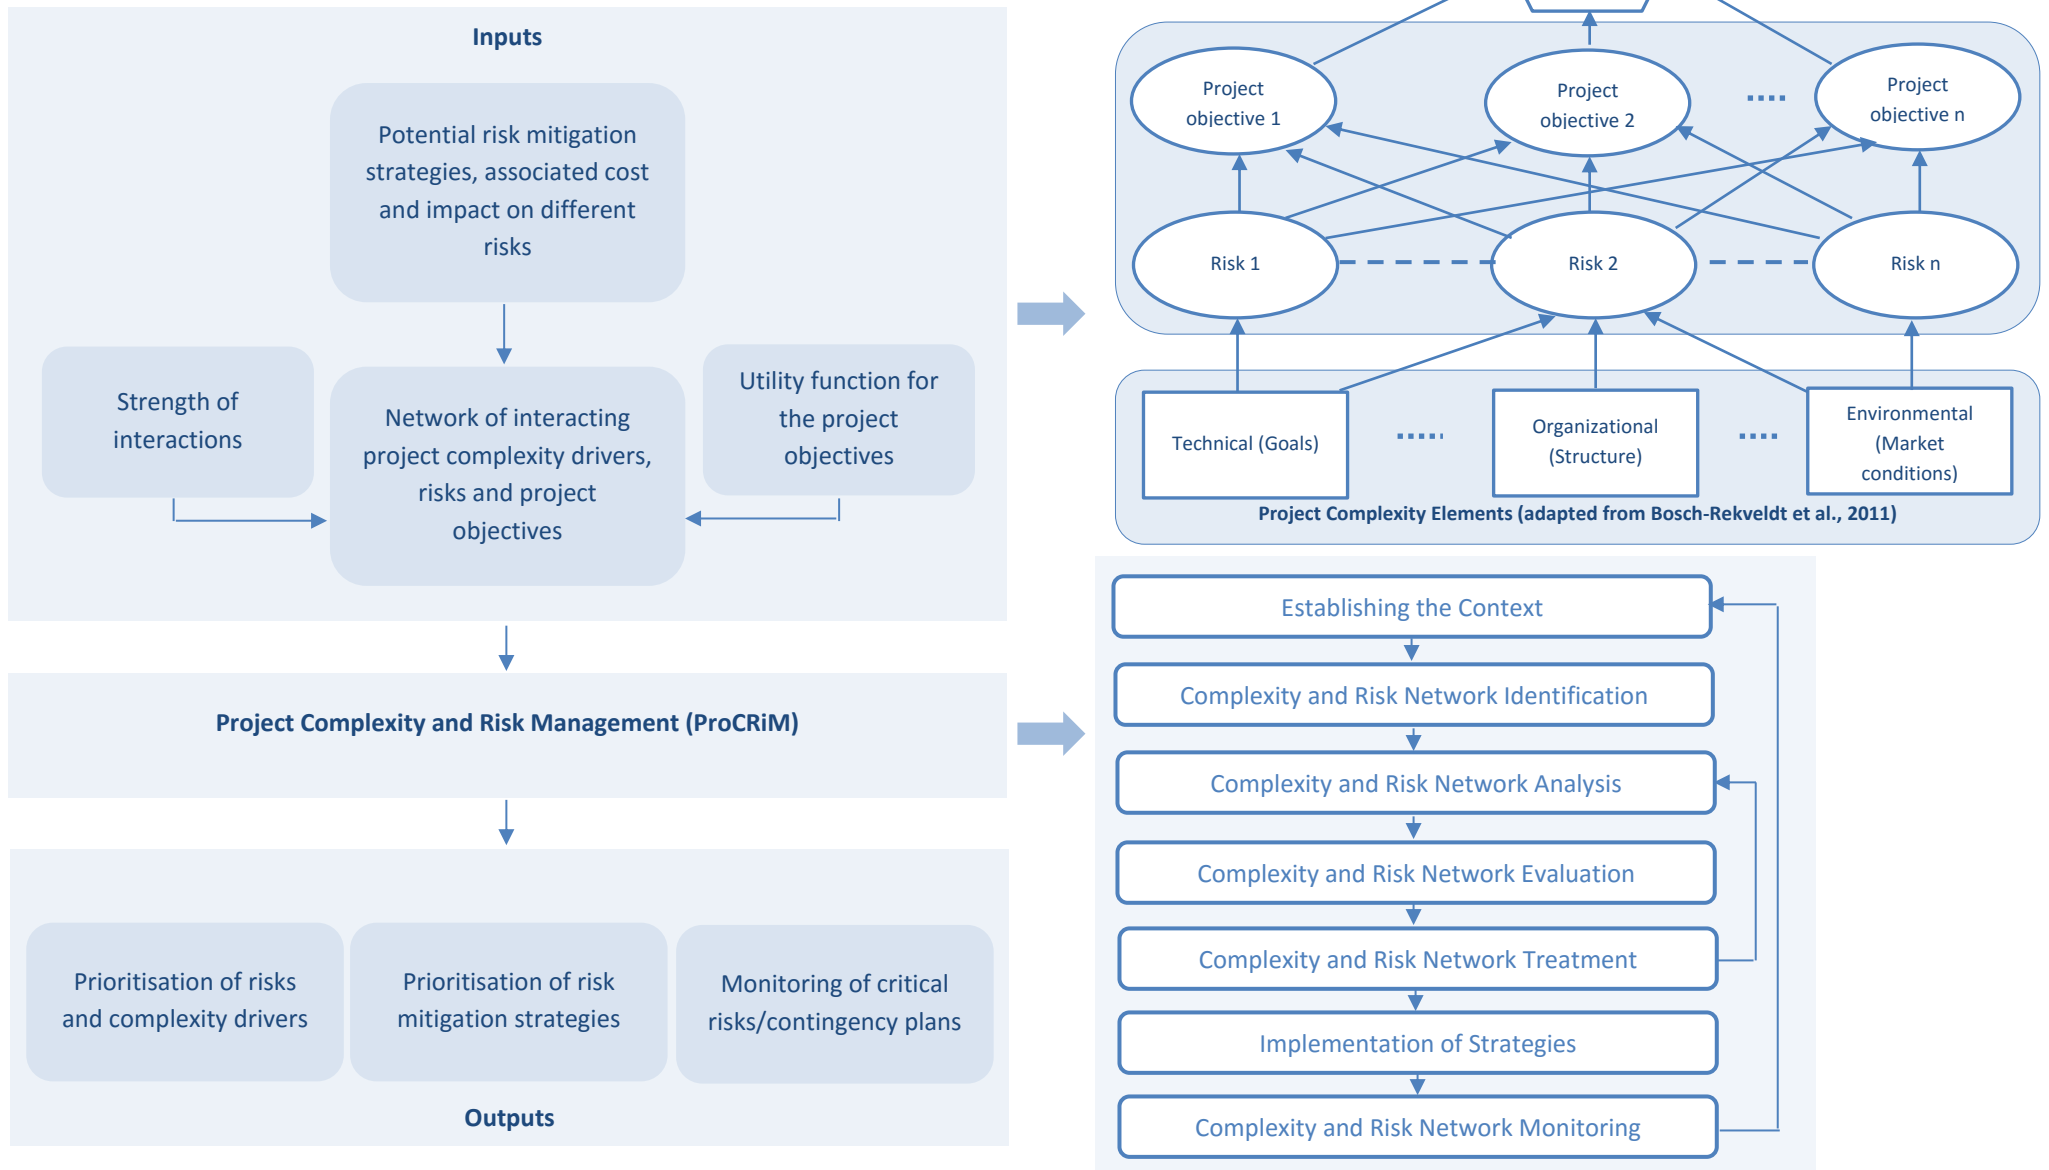 Inputs
Potential risk mitigation
strategies, associated cost
and impact on different
risks
Strength of
interactions
Network of interacting
project complexity drivers,
risks and project
objectives
Utility function for
the project
objectives
Project Complexity and Risk Management (ProCRiM)
Prioritisation of risks
and complexity drivers
Prioritisation of risk
mitigation strategies
Monitoring of critical
risks/contingency plans
Outputs
Project
objective 1
Project
objective 2
Project
objective n
Risk 1
Risk 2
Risk n
Technical (Goals)
Organizational
(Structure)
Environmental
(Market
conditions)
Project Complexity Elements (adapted from Bosch-Rekveldt et al., 2011)
Establishing the Context
Complexity and Risk Network Identification
Complexity and Risk Network Analysis
Complexity and Risk Network Evaluation
Complexity and Risk Network Treatment
Implementation of Strategies
Complexity and Risk Network Monitoring